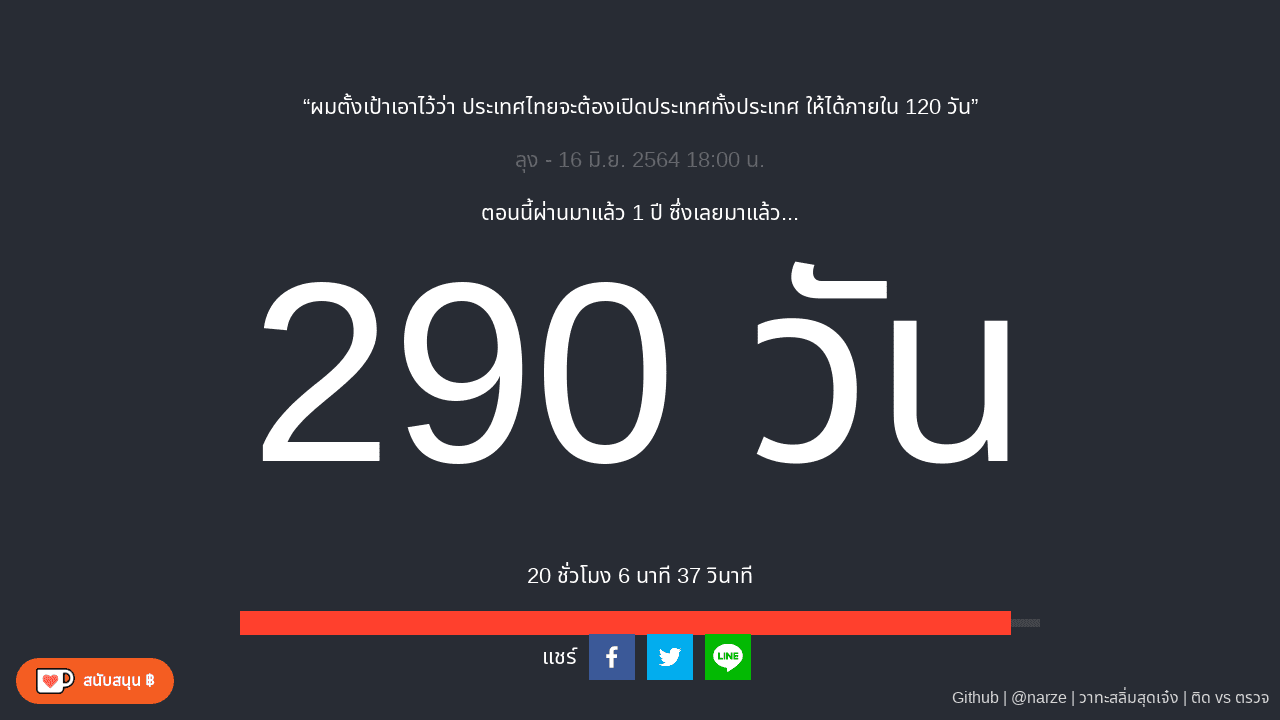 “ผมตั้งเป้าเอาไว้ว่า ประเทศไทยจะต้องเปิดประเทศทั้งประเทศ ให้ได้ภายใน 120 วัน”
ลุง - 16 มิ.ย. 2564 18:00 น.
ตอนนี้ผ่านมาแล้ว 1 ปี ซึ่งเลยมาแล้ว...
290 วัน
20 ชั่วโมง 6 นาที 37 วินาที
แชร์
LINE
สนับสนุน ฿
Github | @narze | วาทะสลิ่มสุดเจ๋ง | ติด vs ตรวจ